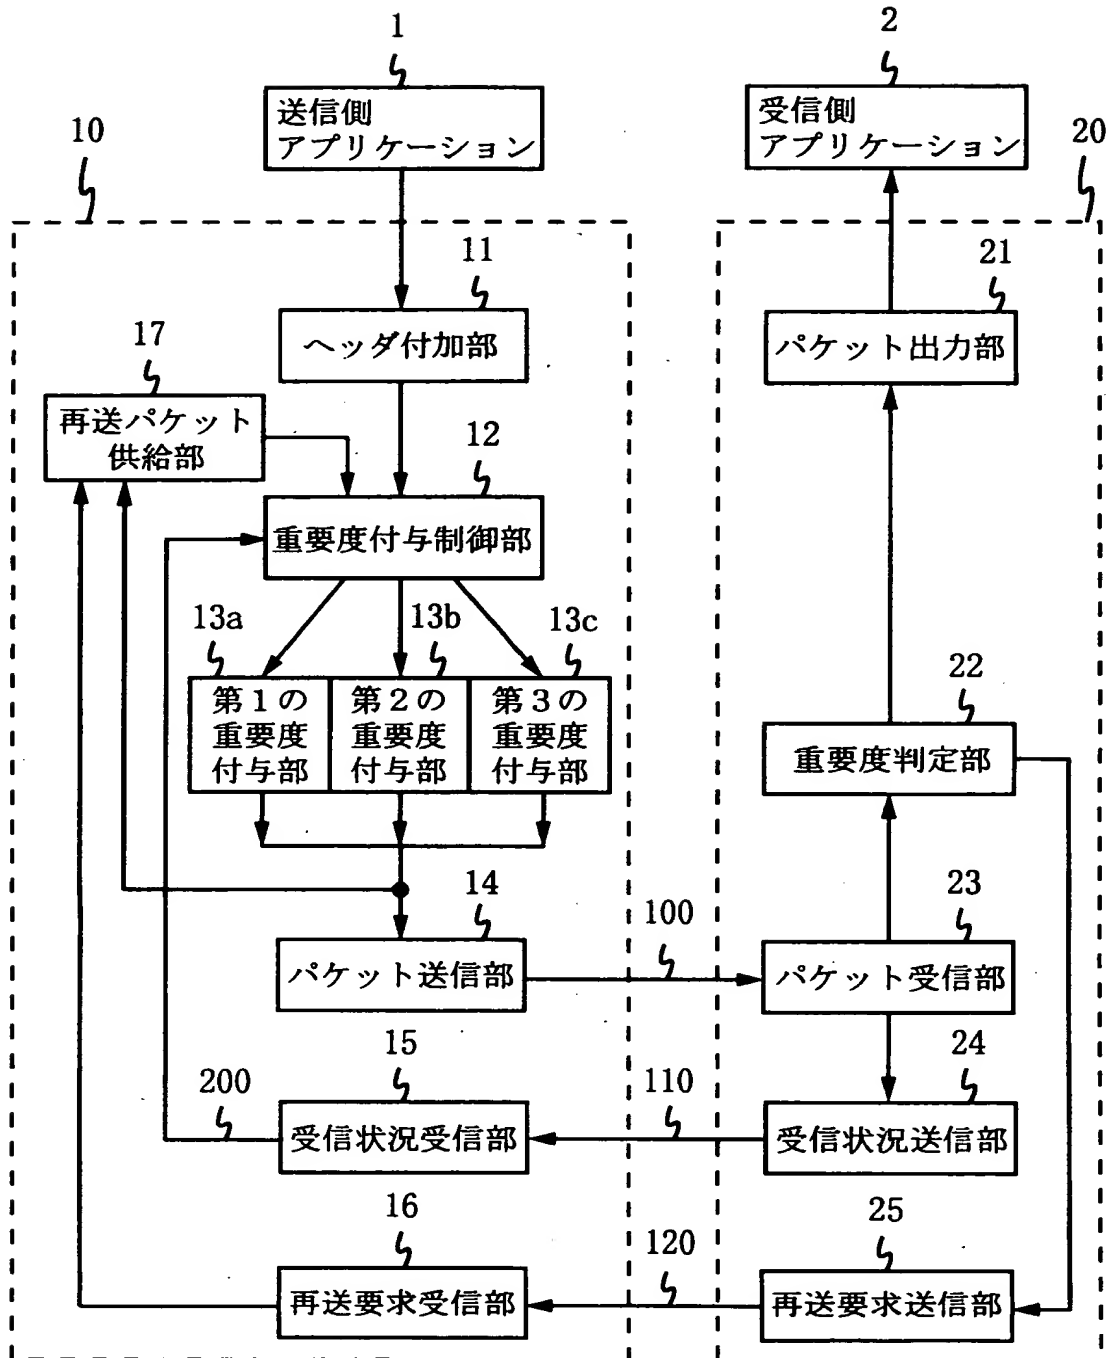 1
2
送信側
アプリケーション
受信側
アプリケーション
10
20
11
21
ヘッダ付加部
パケット出力部
17
再送パケット
供給部
12
重要度付与制御部
13a
13b
13c
第1の
重要度
付与部
第2の
重要度
付与部
第3の
重要度
付与部
22
重要度判定部
14
100
23
パケット送信部
パケット受信部
15
24
200
110
受信状況受信部
受信状況送信部
16
25
120
再送要求受信部
再送要求送信部